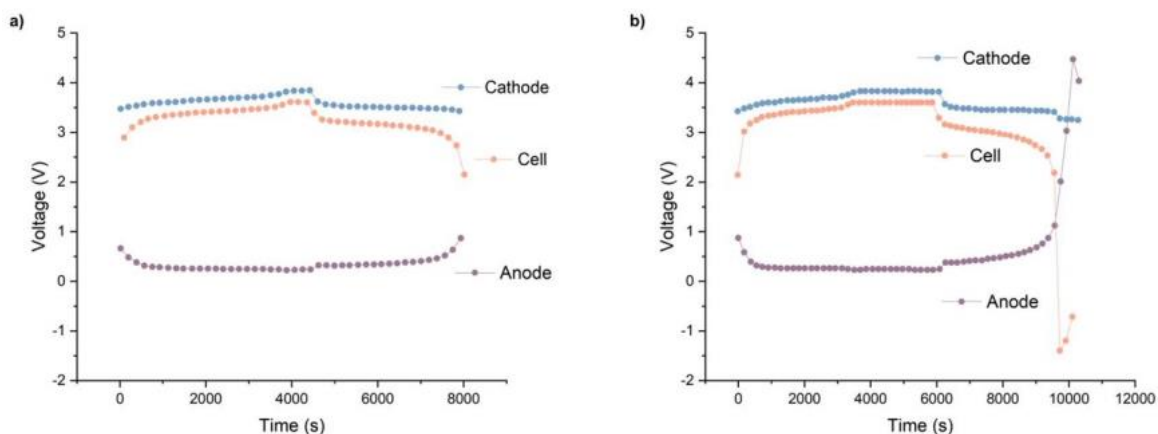 a)
5
4
3
2
1
0
-1
-2
Voltage (V)
0
2000
4000
6000
8000
Time (s)
Cathode
Cell
Anode
b)
5
4
3
2
1
0
-1
-2
Voltage (V)
0
2000
4000
6000
8000
10000
12000
Time (s)
Cathode
Cell
Anode